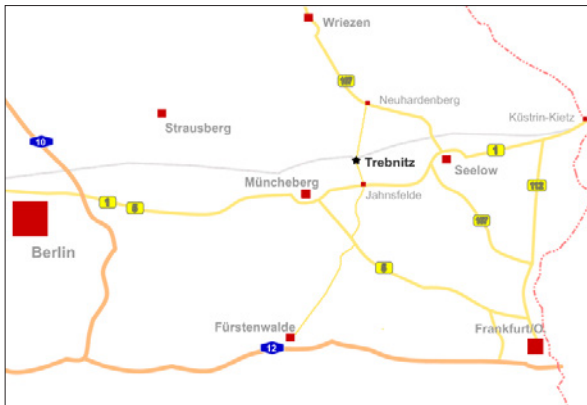 Wriezen
167
Neuhardenberg
Strausberg
Küstrin-Kietz
10
Trebnitz
1
Seelow
Müncheberg
Jahnsfelde
112
1
5
167
Berlin
5
Fürstenwalde
Frankfurt/O.
12